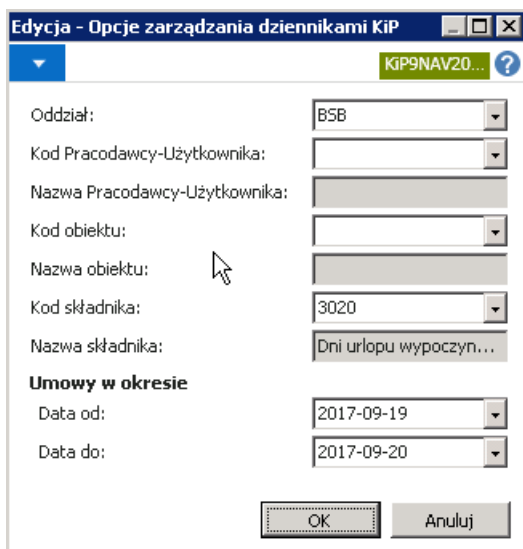 Edycja - Opcje zarządzania dziennikami KiP
KiP9NAV20... ?
Oddział: BSB
Kod Pracodawcy-Użytkownika:
Nazwa Pracodawcy-Użytkownika:
Kod obiektu:
Nazwa obiektu:
Kod składnika: 3020
Nazwa składnika: Dni urlopu wypoczyn...
Umowy w okresie
Data od: 2017-09-19
Data do: 2017-09-20
OK Anuluj